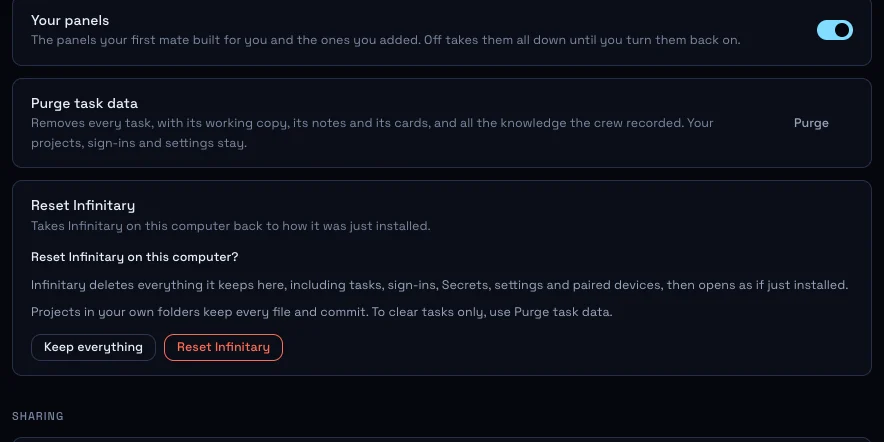 Your panels
The panels your first mate built for you and the ones you added. Off takes them all down until you turn them back on.
Purge task data
Removes every task, with its working copy, its notes and its cards, and all the knowledge the crew recorded. Your
projects, sign-ins and settings stay.
Purge
Reset Infinitary
Takes Infinitary on this computer back to how it was just installed.
Reset Infinitary on this computer?
Infinitary deletes everything it keeps here, including tasks, sign-ins, Secrets, settings and paired devices, then opens as if just installed.
Projects in your own folders keep every file and commit. To clear tasks only, use Purge task data.
Keep everything
Reset Infinitary
SHARING